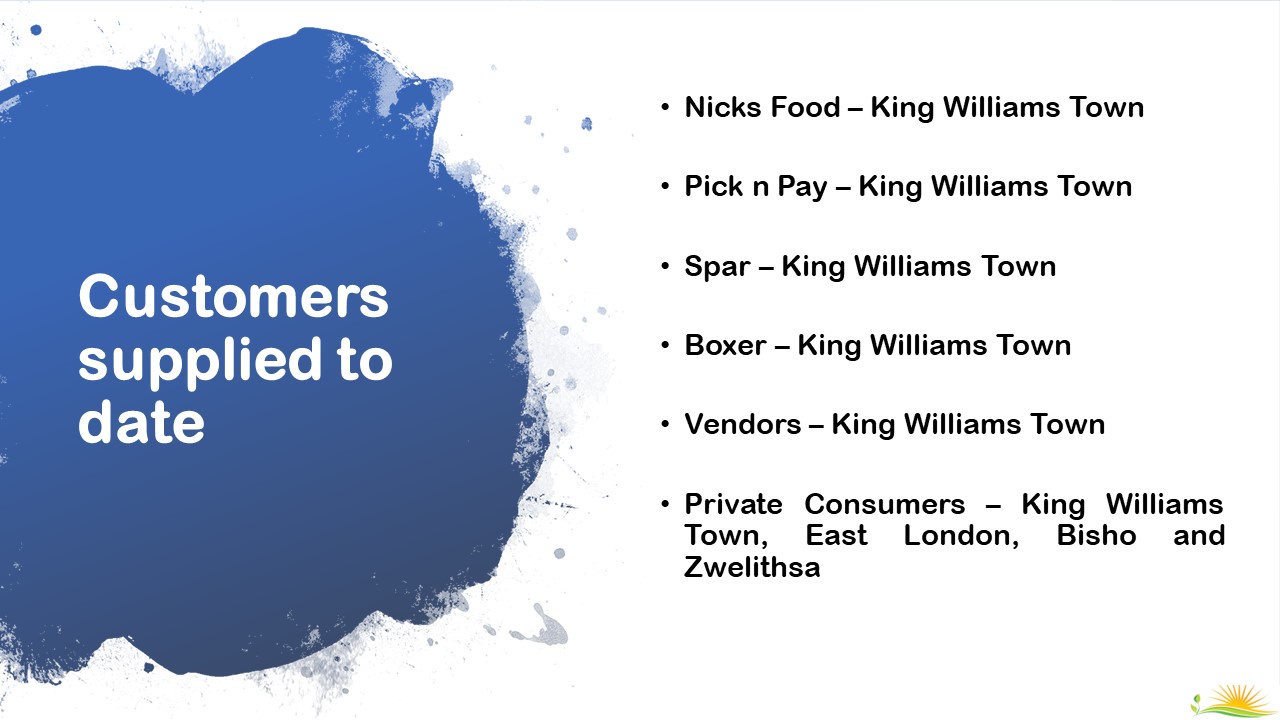 Customers
supplied to
date
• Nicks Food – King Williams Town
• Pick n Pay – King Williams Town
• Spar – King Williams Town
• Boxer – King Williams Town
• Vendors – King Williams Town
• Private Consumers – King Williams
Town, East London, Bisho and
Zwelithsa